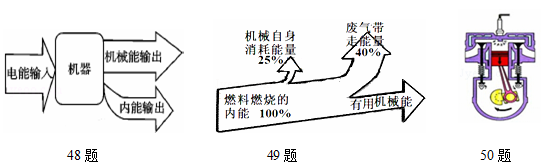 电能输入
机器
机械能输出
内能输出
48题
机械自身
消耗能量
25%
废气带
走能量
40%
燃料燃烧的
内能 100%
有用机械能
49题
50题